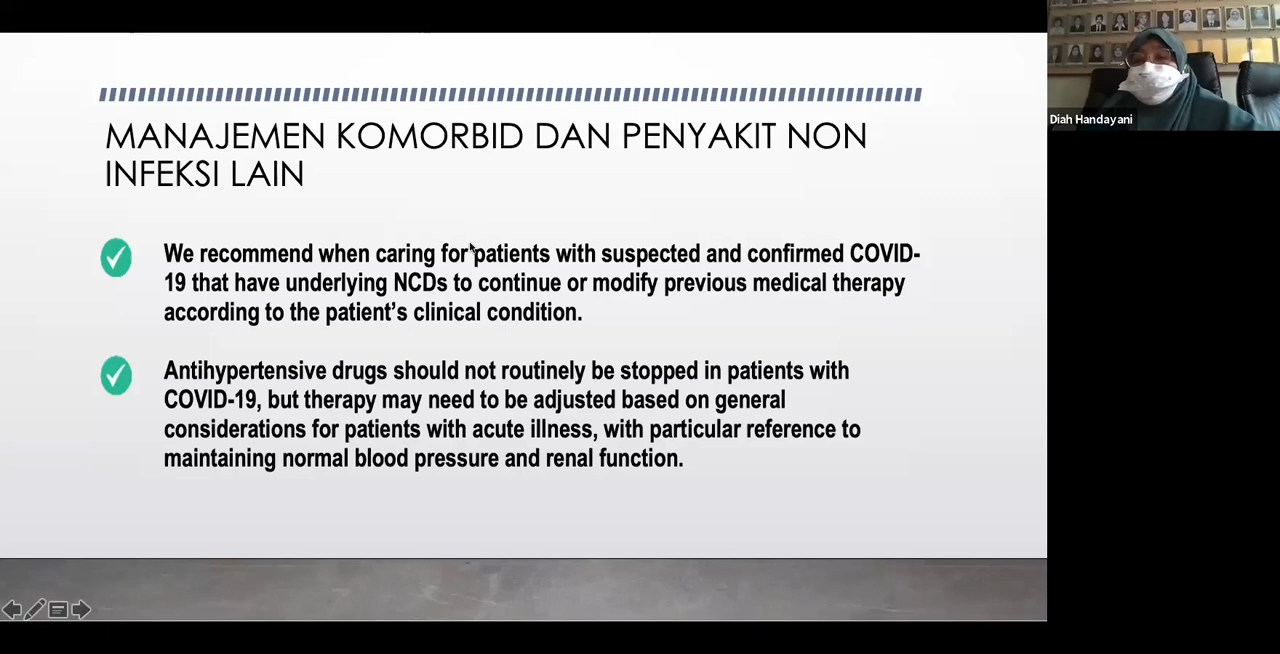 MANAJEMEN KOMORBID DAN PENYAKIT NON
INFEKSI LAIN
We recommend when caring for patients with suspected and confirmed COVID-
19 that have underlying NCDs to continue or modify previous medical therapy
according to the patient’s clinical condition.
Antihypertensive drugs should not routinely be stopped in patients with
COVID-19, but therapy may need to be adjusted based on general
considerations for patients with acute illness, with particular reference to
maintaining normal blood pressure and renal function.
Diah Handayani